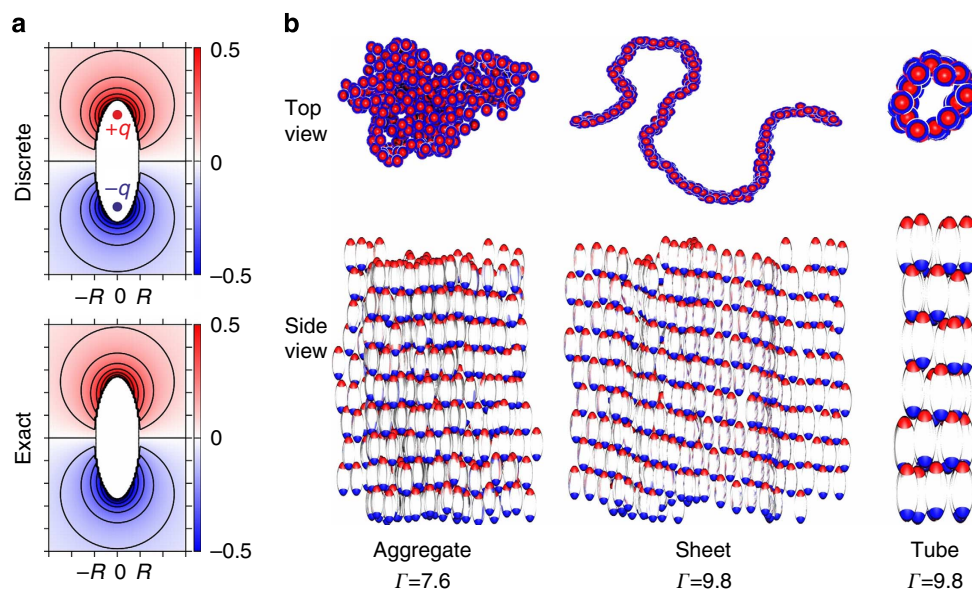 a
Discrete
+q
−q
0.5
0
−0.5
−R 0 R
Exact
0.5
0
−0.5
−R 0 R
b
Top
view
Side
view
Aggregate
Γ=7.6
Sheet
Γ=9.8
Tube
Γ=9.8